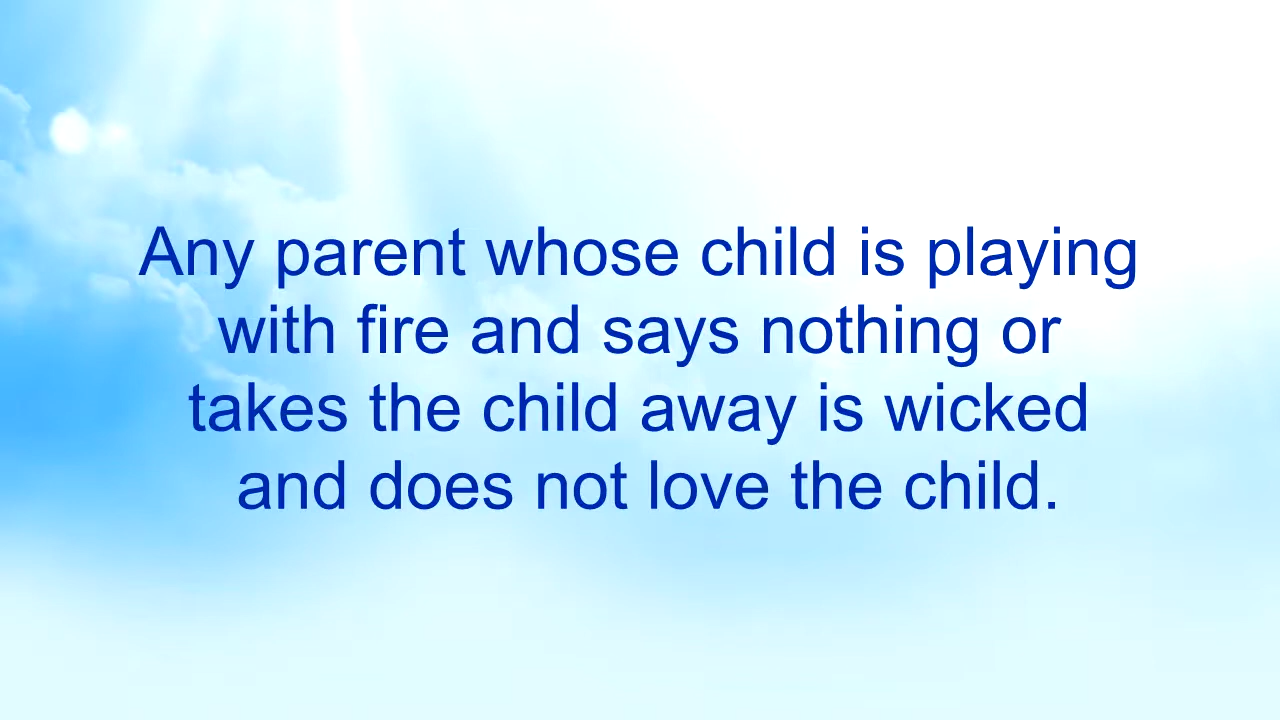 Any parent whose child is playing
with fire and says nothing or
takes the child away is wicked
and does not love the child.